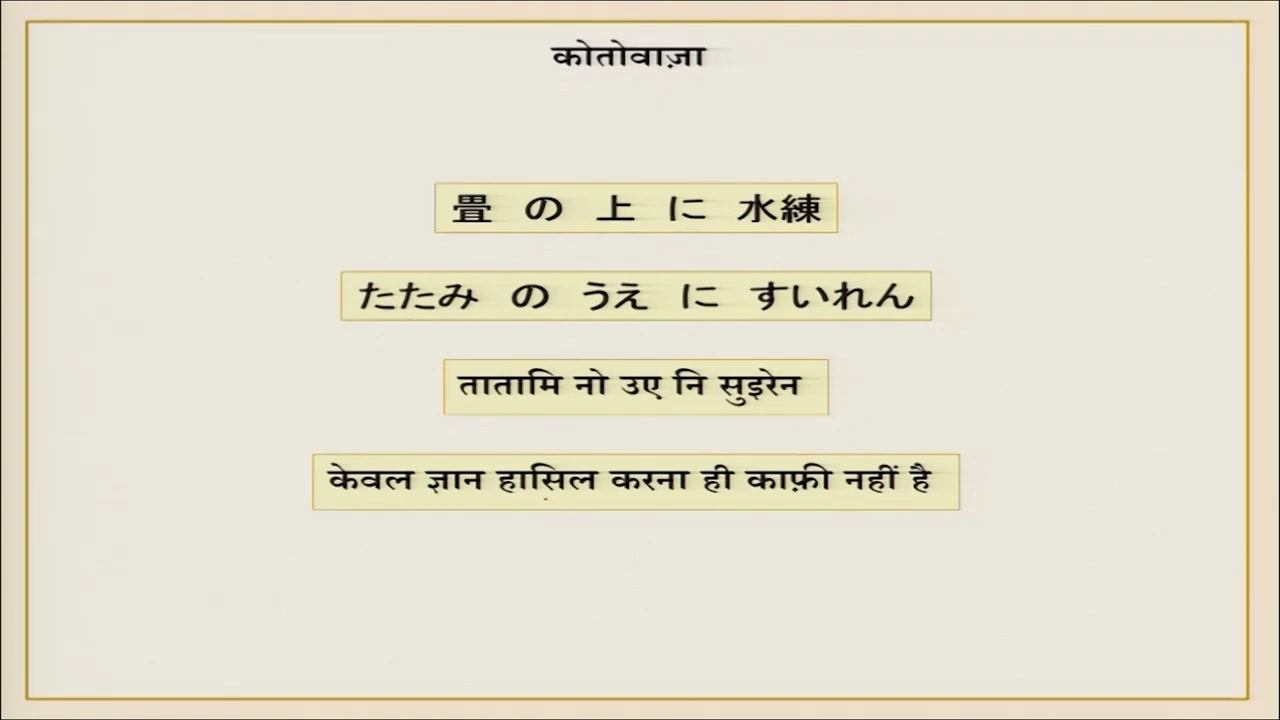 कोतोवाज़ा
畳 の 上 に 水練
たたみ の うえ に すいれん
तातामि नो उए नि सुइरेन
केवल ज्ञान हासिल करना ही काफ़ी नहीं है